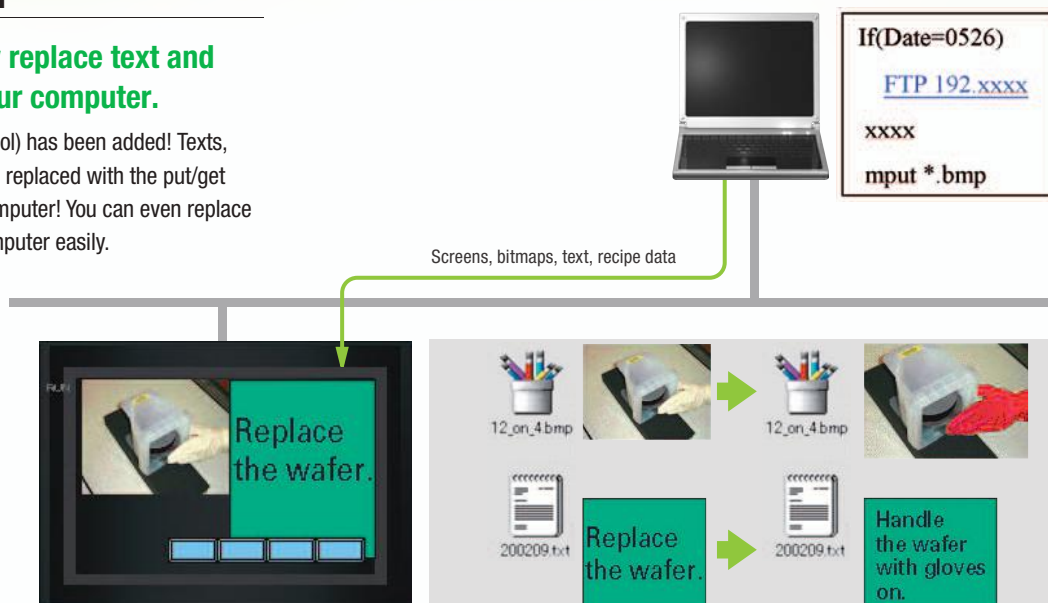 replace text and
ur computer.
ol) has been added! Texts,
replaced with the put/get
mputer! You can even replace
nputer easily.
If(Date=0526)
FTP 192.xxxx
xxxx
mput *.bmp
Screens, bitmaps, text, recipe data
RUN
Replace
the wafer.
12_on_4.bmp
12_on_4.bmp
200209.txt
Replace
the wafer.
200209.txt
Handle
the wafer
with gloves
on.